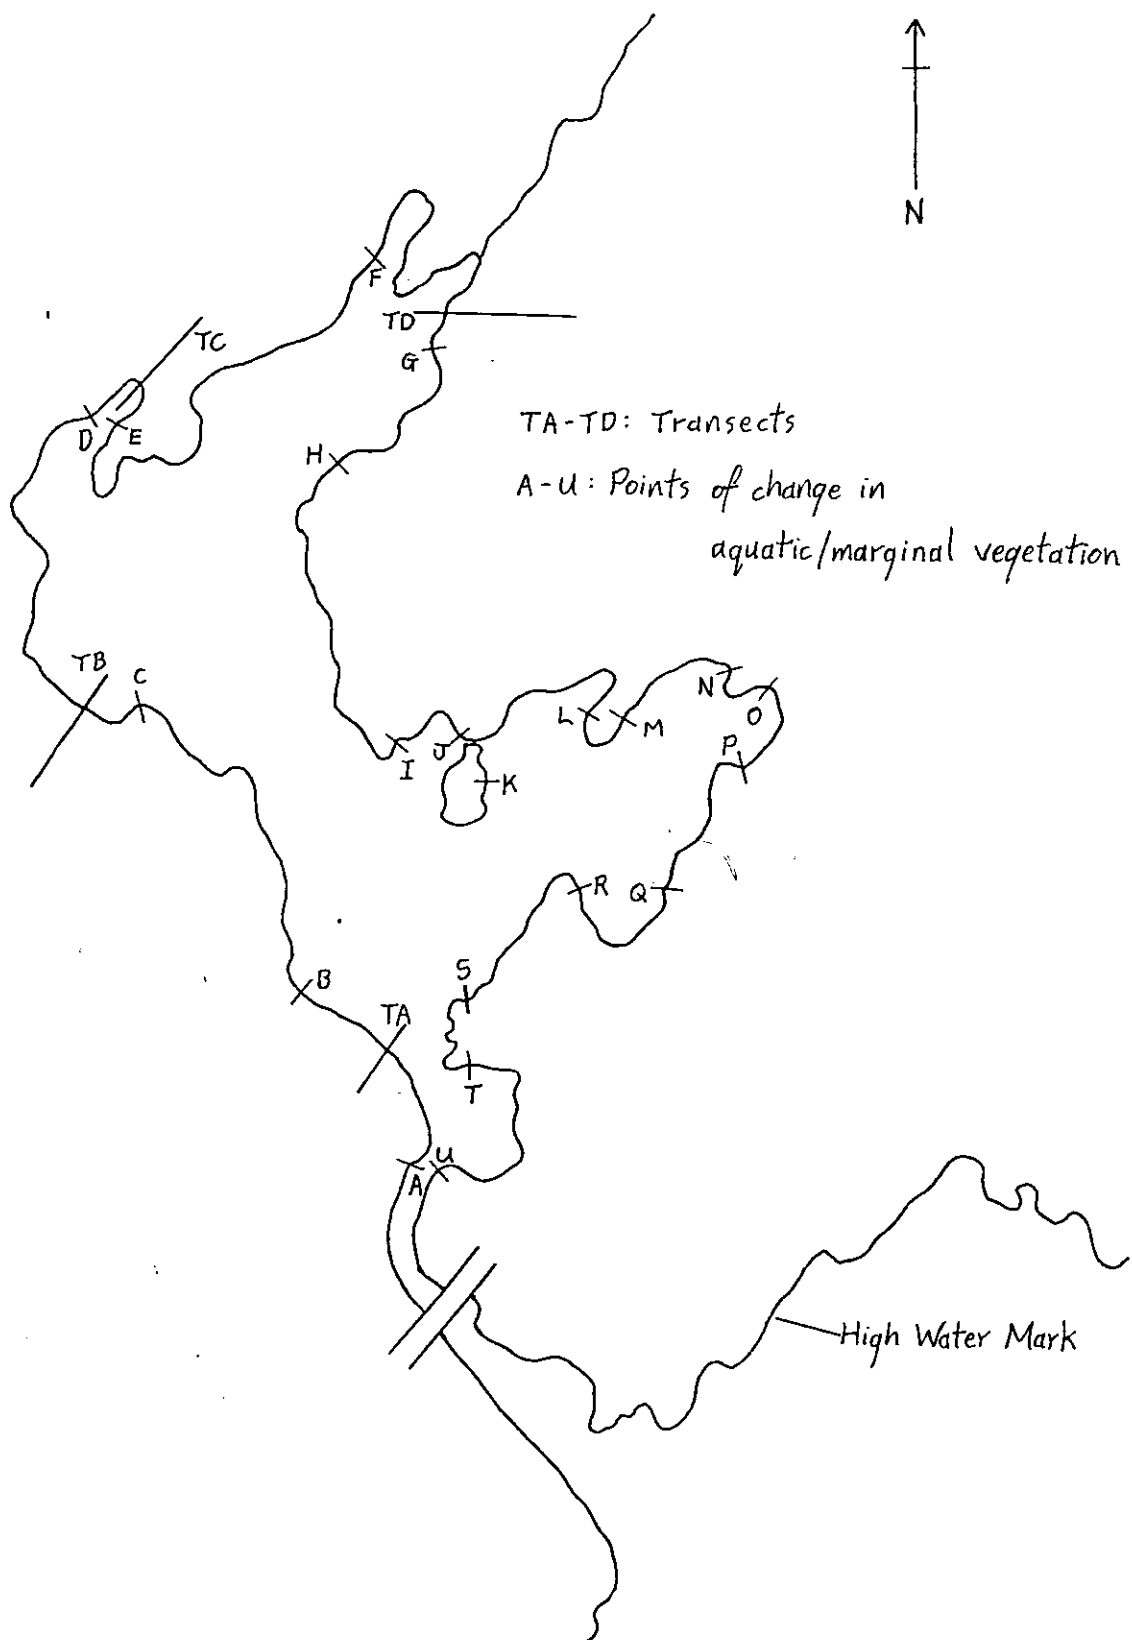 N
F
TD
G
TC
D
E
TA-TD: Transects
H
A-U: Points of change in
aquatic/marginal vegetation
TB
C
L
M
N
O
I
J
K
P
R
Q
B
S
TA
T
U
A
High Water Mark